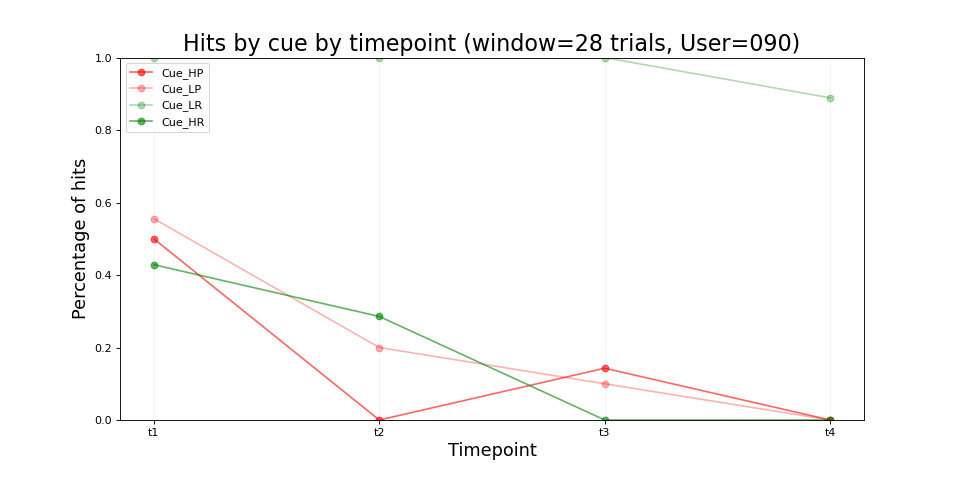 Hits by cue by timepoint (window=28 trials, User=090)
Cue_HP
Cue_LP
Cue_LR
Cue_HR
Percentage of hits
1.0
0.8
0.6
0.4
0.2
0.0
t1 t2 t3 t4
Timepoint